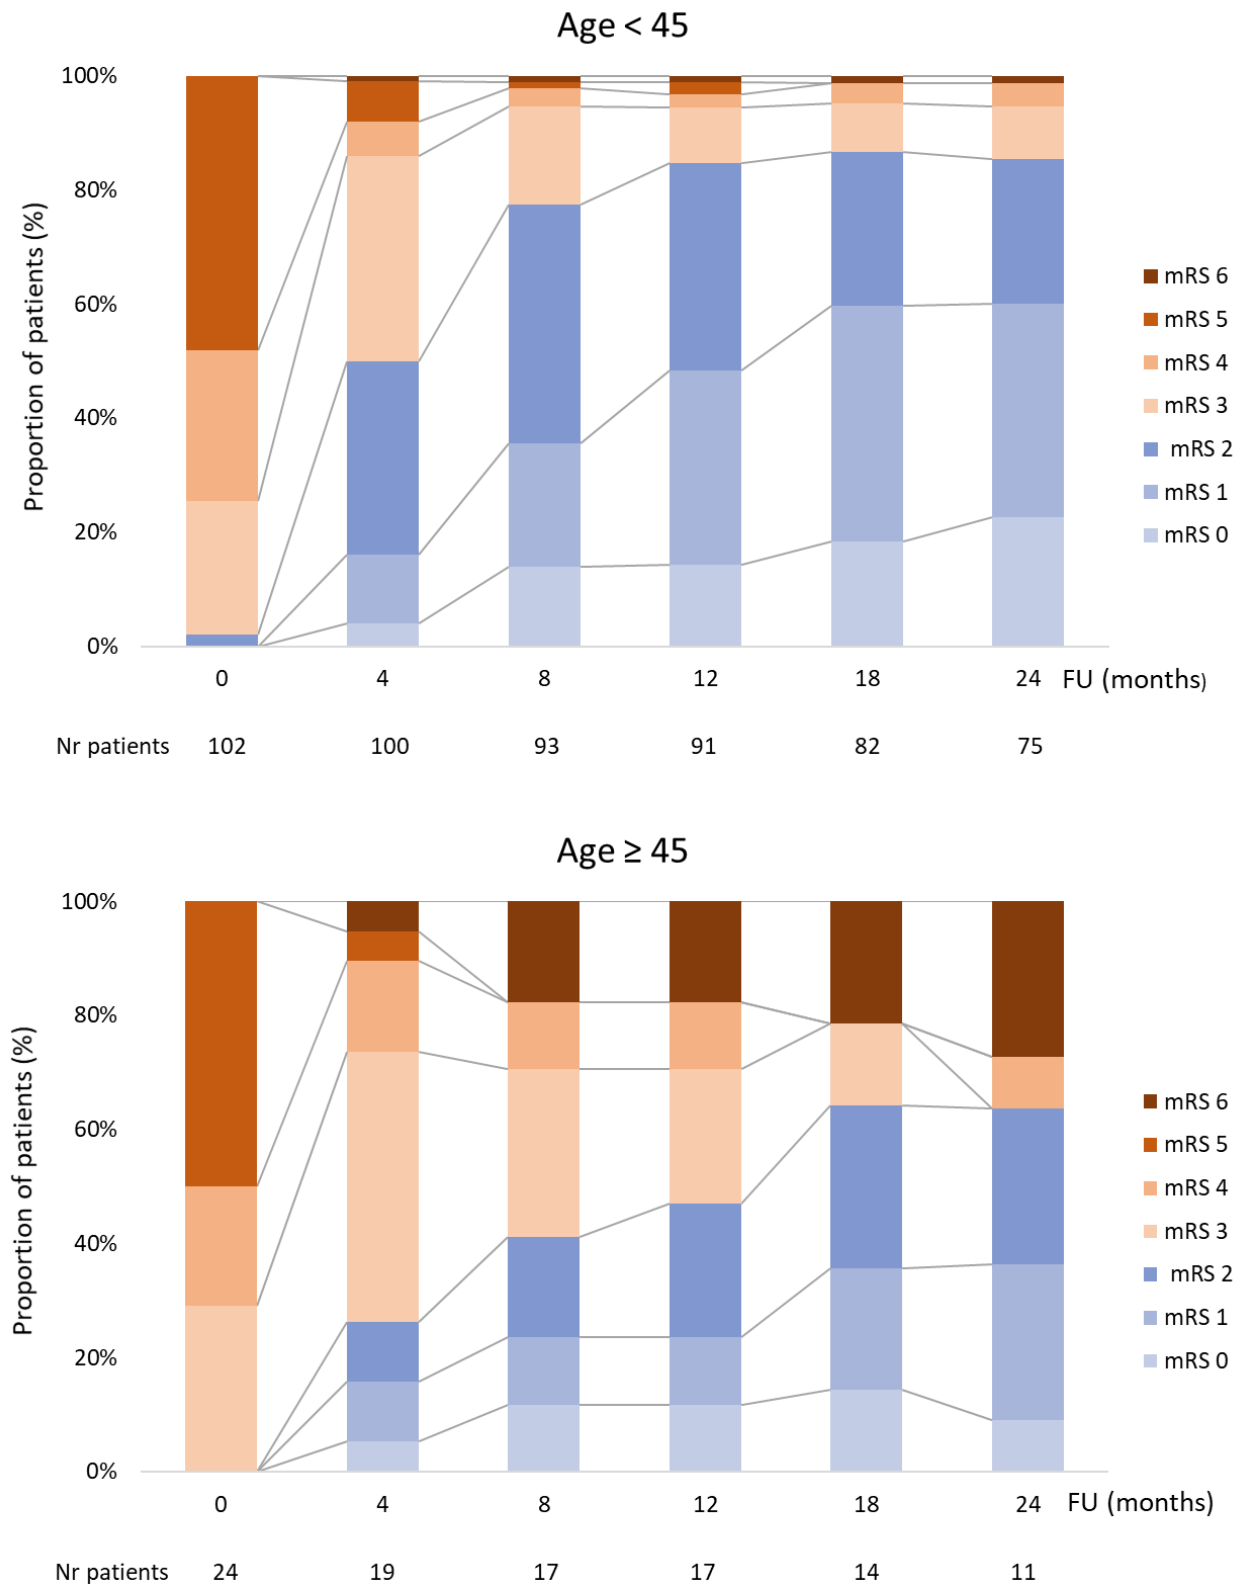 Age < 45
100%
80%
60%
40%
20%
0%
Proportion of patients (%)
mRS 6
mRS 5
mRS 4
mRS 3
mRS 2
mRS 1
mRS 0
0 4 8 12 18 24 FU (months)
Nr patients 102 100 93 91 82 75
Age ≥ 45
100%
80%
60%
40%
20%
0%
Proportion of patients (%)
mRS 6
mRS 5
mRS 4
mRS 3
mRS 2
mRS 1
mRS 0
0 4 8 12 18 24 FU (months)
Nr patients 24 19 17 17 14 11